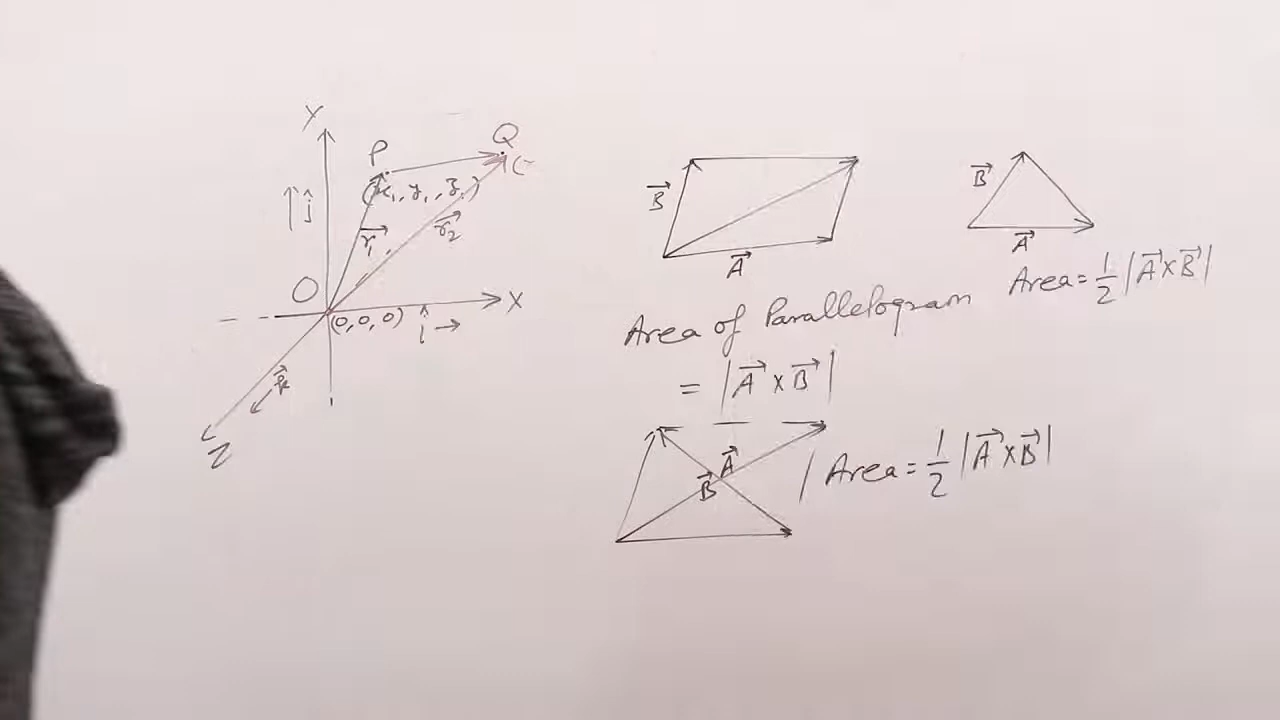 Y
P
Q
(x₁, y₁, z₁)
(
ĵ
r⃗₁
r⃗₂
O
X
(0,0,0)
î
k⃗
Z
B⃗
A⃗
Area of Parallelogram
= |A⃗ × B⃗|
B⃗
A⃗
Area = 1/2 |A⃗ × B⃗|
A⃗
B⃗
Area = 1/2 |A⃗ × B⃗|